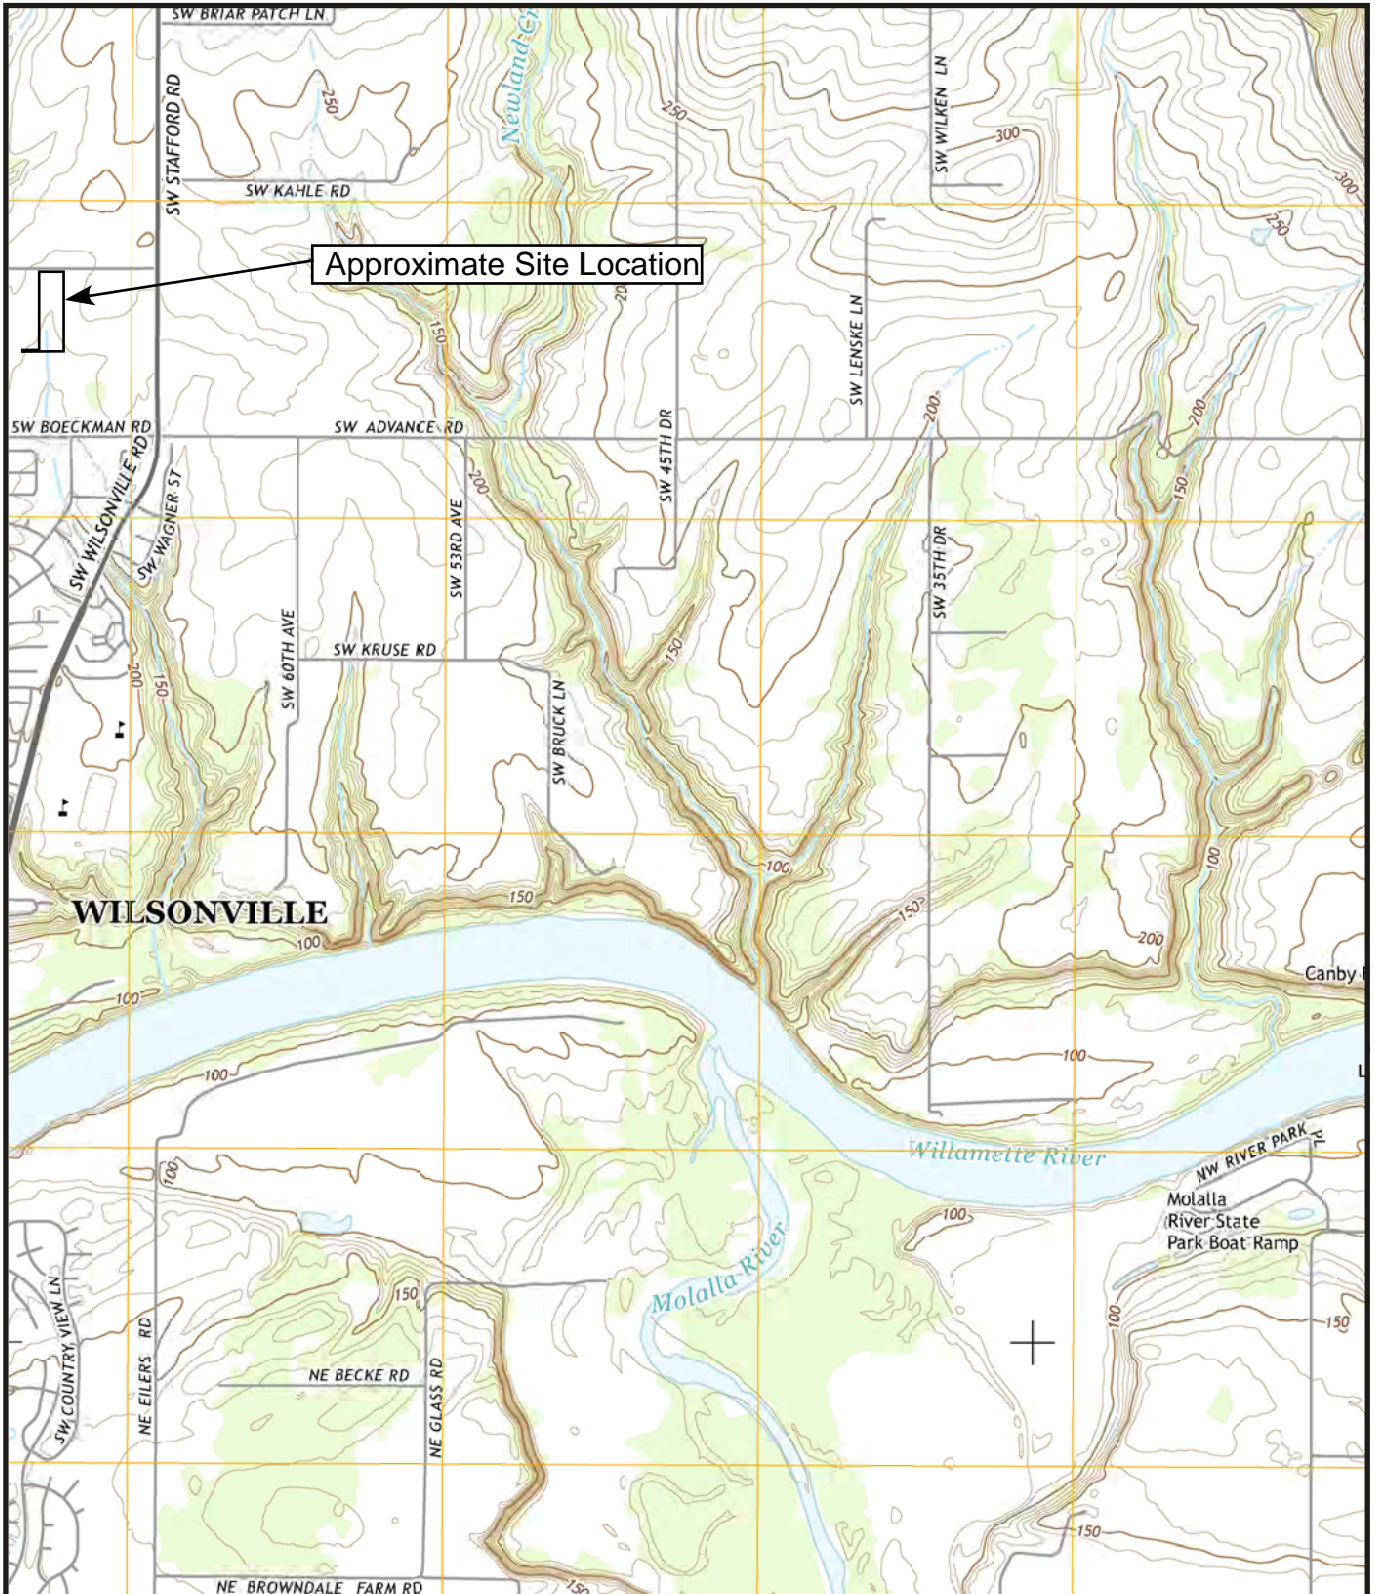 SW BRIAR PATCH LN
Newland Cr
SW STAFFORD RD
250
250
SW WILKEN LN
300
SW KAHLE RD
300
250
Approximate Site Location
20
150
SW LENSKE LN
200
200
SW BOECKMAN RD
SW ADVANCE RD
SW 45TH DR
SW WILSONVILLE RD
SW WAGNER ST
200
150
SW 53RD AVE
SW 35TH DR
SW 60TH AVE
SW KRUSE RD
150
200
150
SW BRUCK LN
100
100
150
150
WILSONVILLE
100
200
Canby
100
100
100
L
Willamette River
NW RIVER PARK PL
100
Molalla
River State
Park Boat Ramp
100
Molalla River
150
100
150
SW COUNTRY VIEW LN
NE EILERS RD
NE BECKE RD
NE GLASS RD
150
NE BROWNDALE FARM RD
150